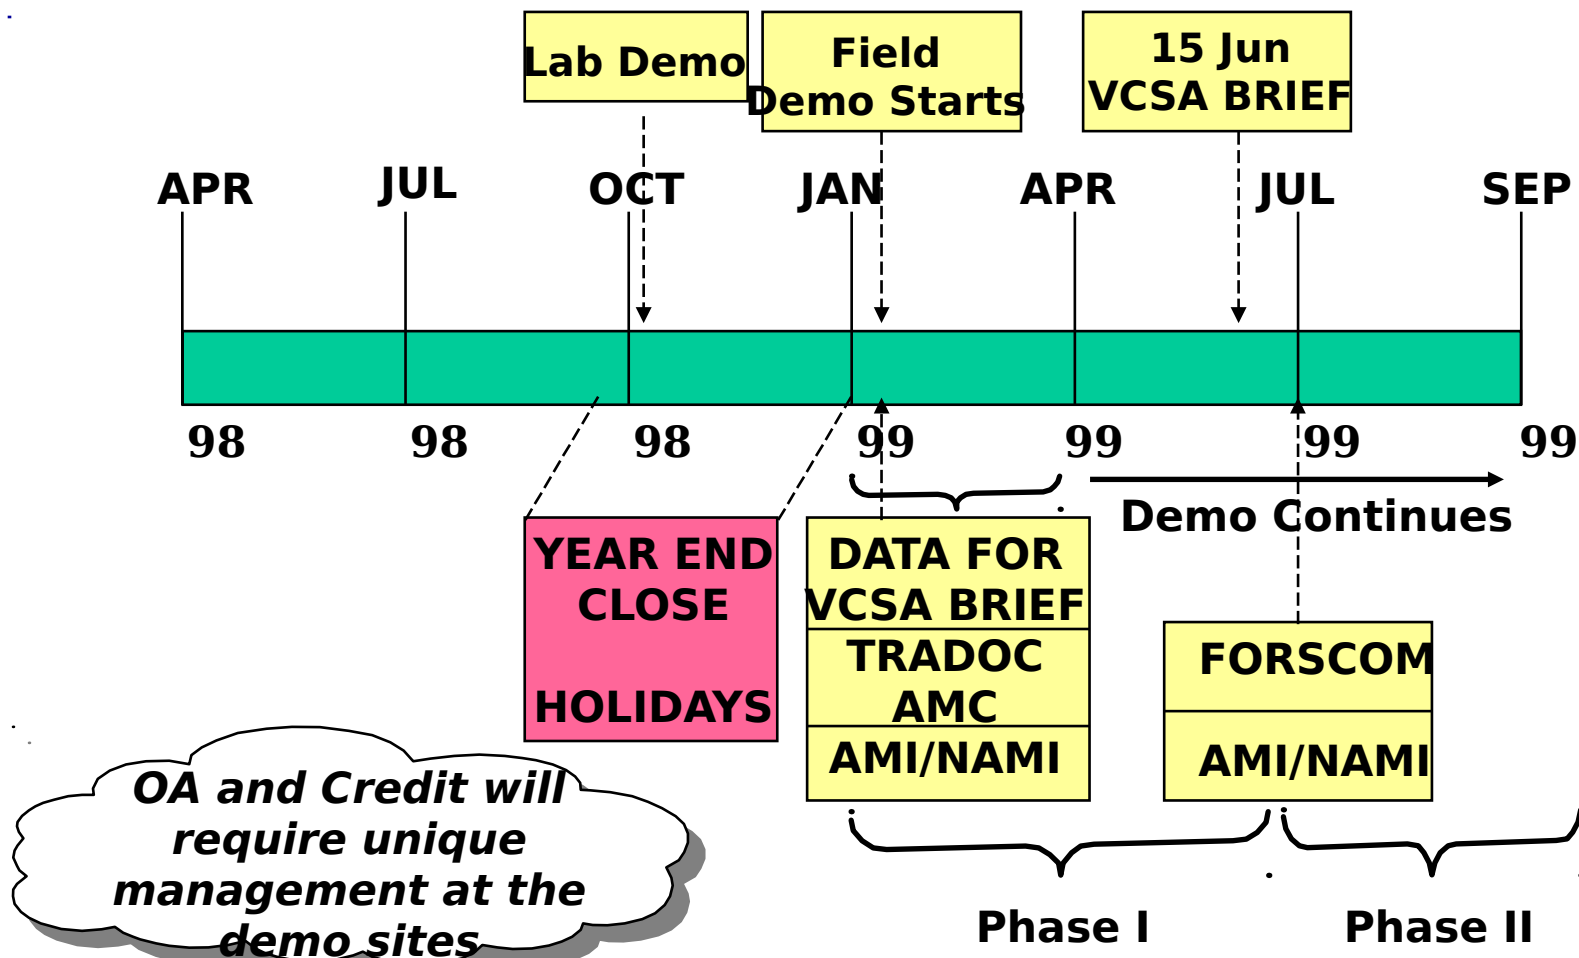 Lab Demo
Field
Demo Starts
15 Jun
VCSA BRIEF
APR
JUL
OCT
JAN
APR
JUL
SEP
98
98
98
99
99
99
99
Demo Continues
YEAR END
CLOSE
HOLIDAYS
DATA FOR
VCSA BRIEF
TRADOC
AMC
AMI/NAMI
FORSCOM
AMI/NAMI
OA and Credit will
require unique
management at the
demo sites
Phase I
Phase II